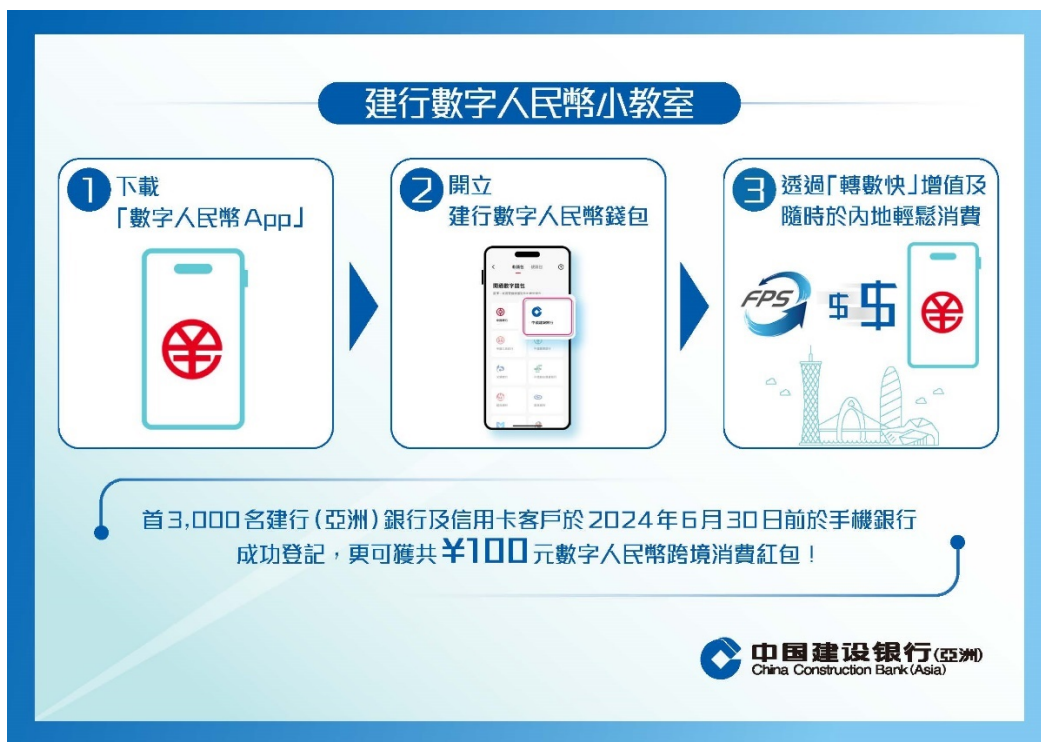 建行數字人民幣小教室
1 下載
「數字人民幣App」
2 開立
建行數字人民幣錢包
3 透過「轉數快」增值及
隨時於內地輕鬆消費
FPS
$ $
首3,000名建行(亞洲)銀行及信用卡客戶於2024年6月30日前於手機銀行
成功登記，更可獲共¥100元數字人民幣跨境消費紅包！
中国建设银行(亞洲)
China Construction Bank (Asia)